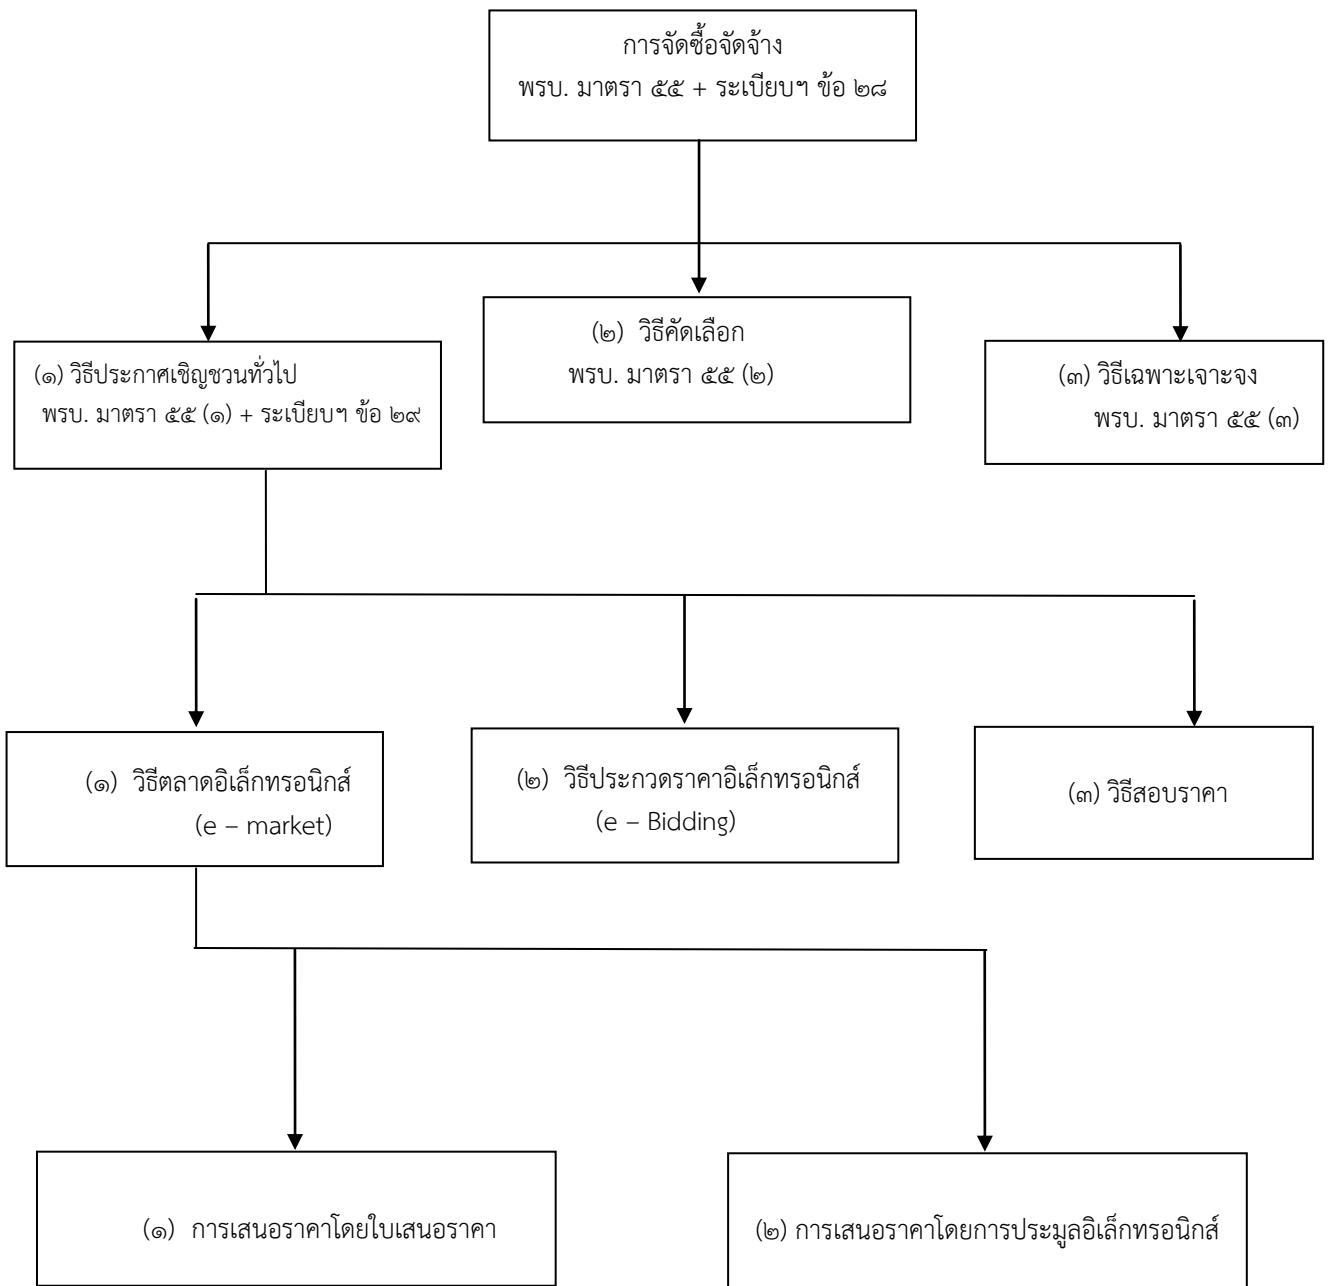 การจัดซื้อจัดจ้าง
พรบ. มาตรา ๕๕ + ระเบียบฯ ข้อ ๒๘
(๑) วิธีประกาศเชิญชวนทั่วไป
พรบ. มาตรา ๕๕ (๑) + ระเบียบฯ ข้อ ๒๙
(๒) วิธีคัดเลือก
พรบ. มาตรา ๕๕ (๒)
(๓) วิธีเฉพาะเจาะจง
พรบ. มาตรา ๕๕ (๓)
(๑) วิธีตลาดอิเล็กทรอนิกส์
(e – market)
(๒) วิธีประกวดราคาอิเล็กทรอนิกส์
(e – Bidding)
(๓) วิธีสอบราคา
(๑) การเสนอราคาโดยใบเสนอราคา
(๒) การเสนอราคาโดยการประมูลอิเล็กทรอนิกส์